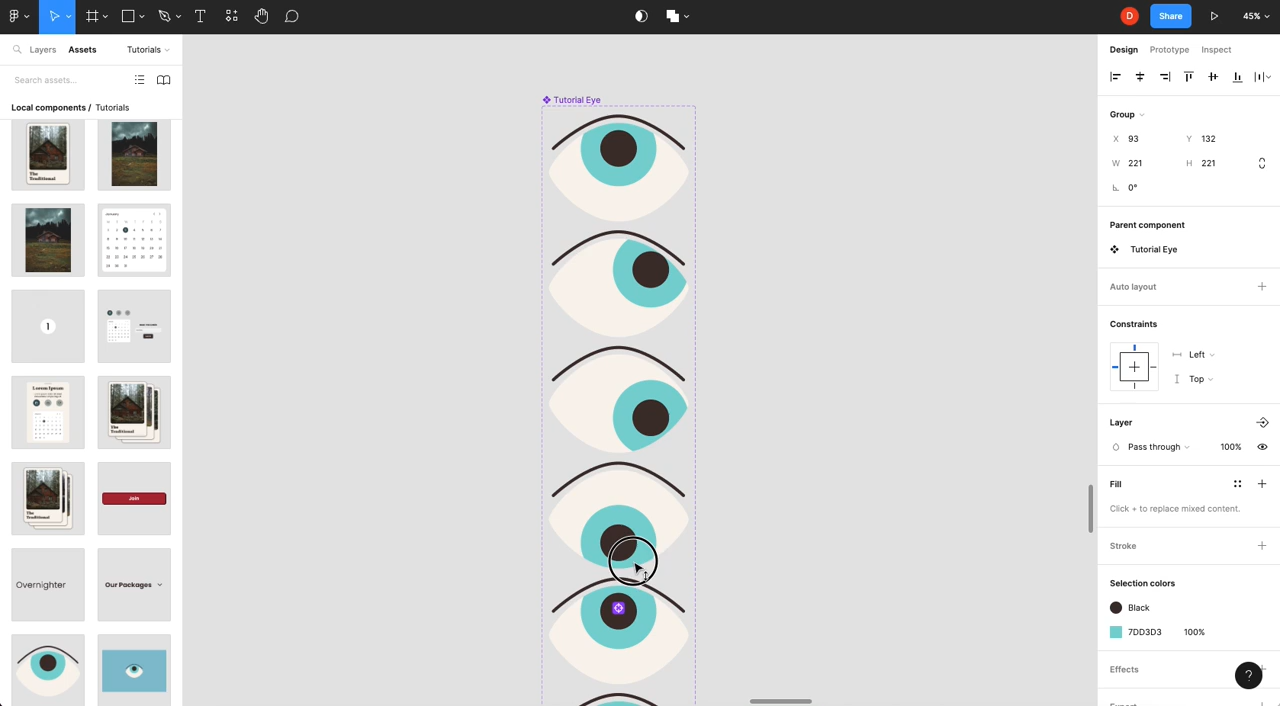 D
Share
45%
Layers
Assets
Tutorials
Search assets...
Local components / Tutorials
The
Traditional
1
Lorem Ipsum
The
Traditional
The
Traditional
Join
Overnighter
Our Packages
Tutorial Eye
Design
Prototype
Inspect
Group
X 93
Y 132
W 221
H 221
0°
Parent component
Tutorial Eye
Auto layout
Constraints
Left
Top
Layer
Pass through
100%
Fill
Click + to replace mixed content.
Stroke
Selection colors
Black
7DD3D3
100%
Effects
?